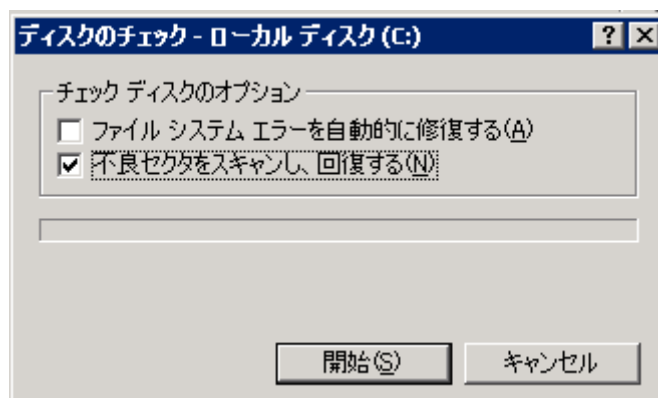 ディスクのチェック - ローカル ディスク (C:)
チェック ディスクのオプション
ファイル システム エラーを自動的に修復する(A)
不良セクタをスキャンし、回復する(N)
開始(S) キャンセル